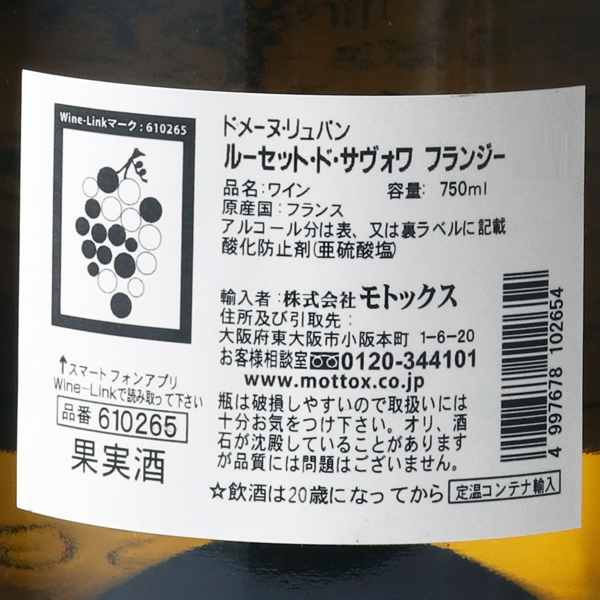 Wine-Linkマーク:610265
↑スマートフォンアプリ
Wine-Linkで読み取って下さい
品番 610265
果実酒
ドメーヌ・リュパン
ルーセット・ド・サヴォワ フランジー
品名:ワイン 容量: 750ml
原産国:フランス
アルコール分は表、又は裏ラベルに記載
酸化防止剤(亜硫酸塩)
輸入者:株式会社 モトックス
住所及び引取先:
大阪府東大阪市小阪本町 1-6-20
お客様相談室 0120-344101
www.mottox.co.jp
瓶は破損しやすいので取扱いには
十分お気をつけ下さい。オリ、酒
石が沈殿していることがあります
が品質には問題はございません。
☆飲酒は20歳になってから 定温コンテナ輸入
4 997678 102654